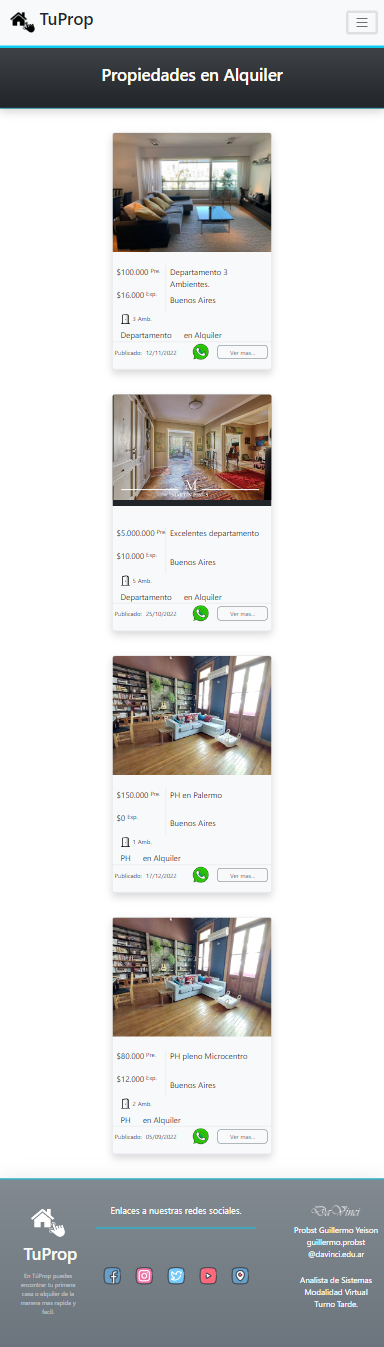 TuProp
Propiedades en Alquiler
$100.000 Pre.
Departamento 3
Ambientes.
$16.000 Exp.
Buenos Aires
3 Amb.
Departamento en Alquiler
Publicado: 12/11/2022
Ver mas...
M
$5.000.000 Pre
Excelentes departamento
$10.000 Exp.
Buenos Aires
5 Amb.
Departamento en Alquiler
Publicado: 25/10/2022
Ver mas...
$150.000 Pre.
PH en Palermo
$0 Exp.
Buenos Aires
1 Amb.
PH en Alquiler
Publicado: 17/12/2022
Ver mas...
$80.000 Pre.
PH pleno Microcentro
$12.000 Exp.
Buenos Aires
2 Amb.
PH en Alquiler
Publicado: 05/09/2022
Ver mas...
TuProp
En TúProp puedes
encontrar tu primera
casa o alquiler de la
manera mas rapida y
facil.
Enlaces a nuestras redes sociales.
Da Vinci
Probst Guillermo Yeison
guillermo.probst
@davinci.edu.ar
Analista de Sistemas
Modalidad Virtual
Turno Tarde.